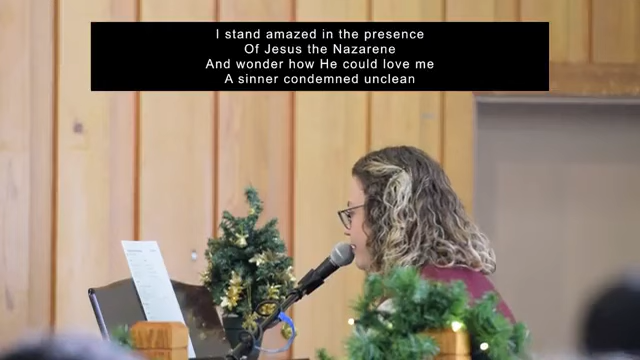 I stand amazed in the presence
Of Jesus the Nazarene
And wonder how He could love me
A sinner condemned unclean